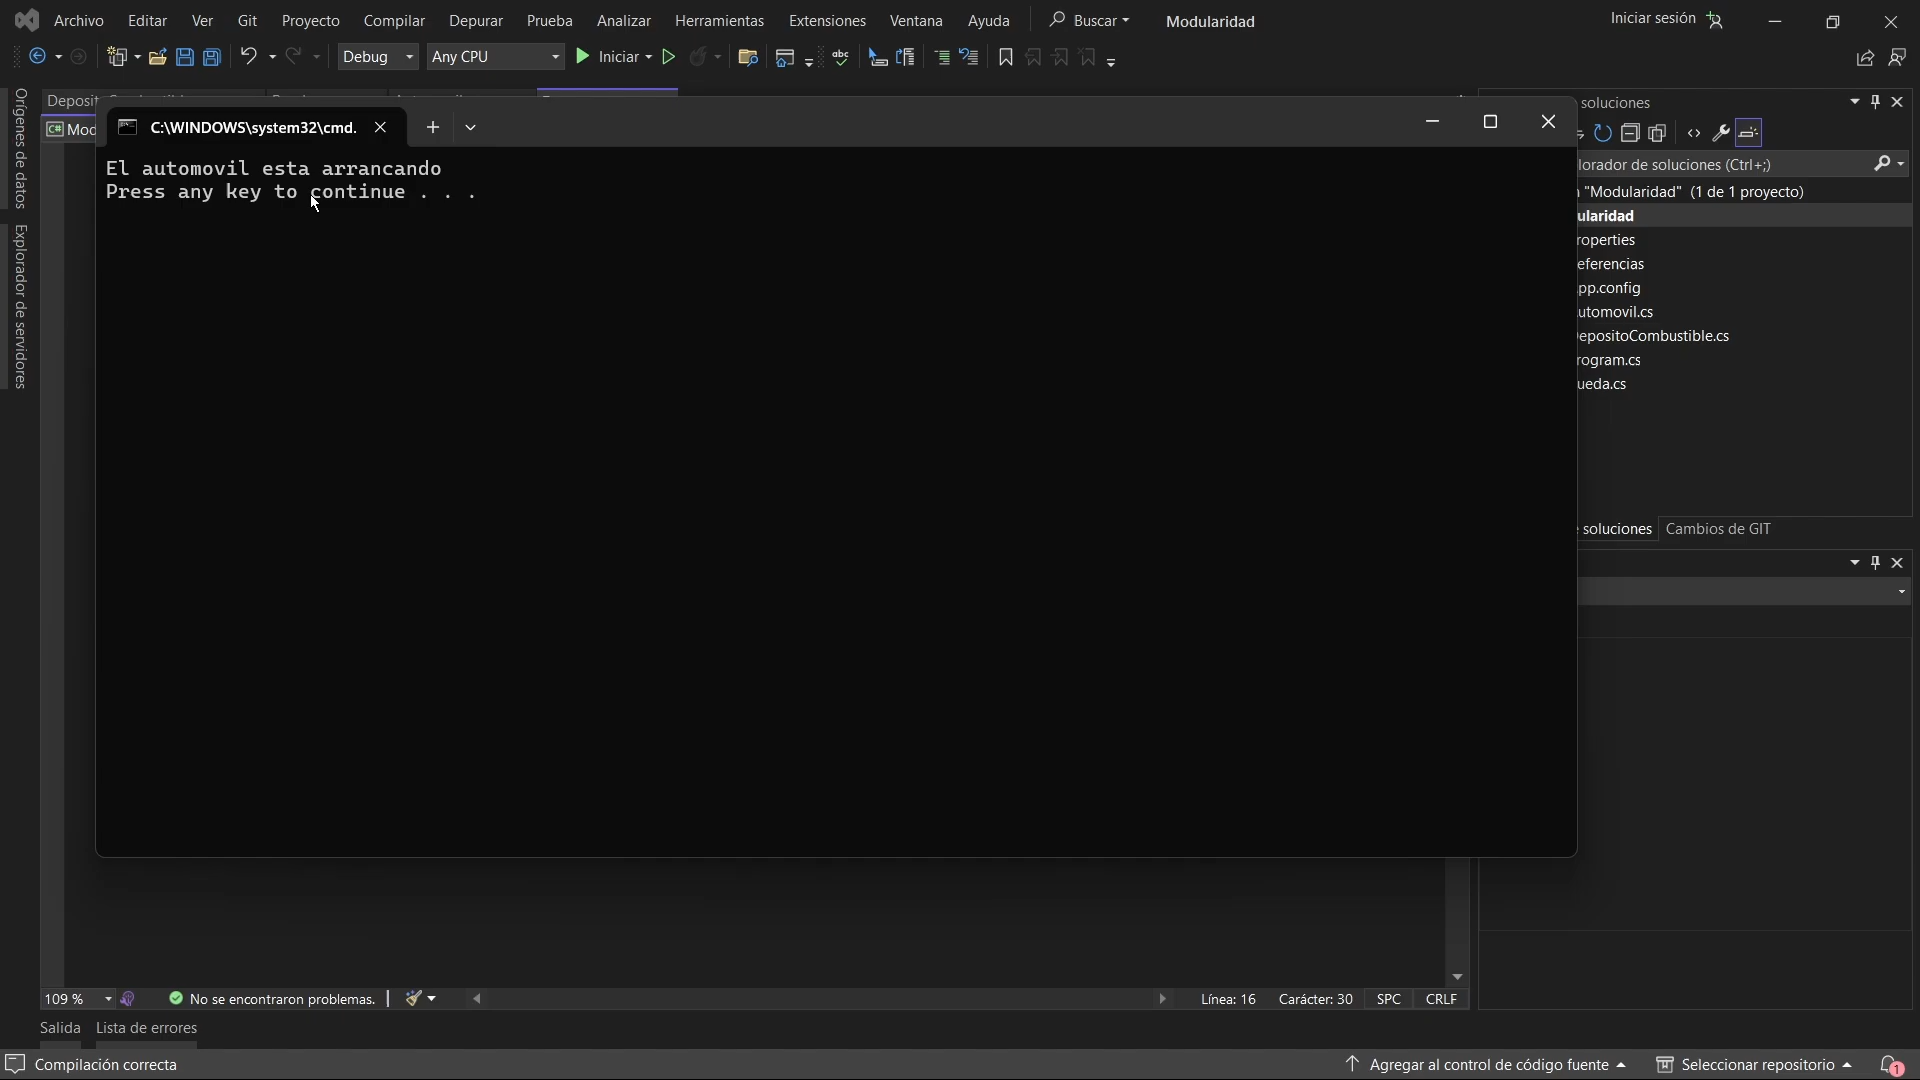 Archivo Editar Ver Git Proyecto Compilar Depurar Prueba Analizar Herramientas Extensiones Ventana Ayuda Buscar Modularidad Iniciar sesión
Debug Any CPU Iniciar abc
Deposit
Mod
C:\WINDOWS\system32\cmd.
El automovil esta arrancando
Press any key to continue . . .
Orígenes de datos
Explorador de servidores
soluciones
lorador de soluciones (Ctrl+;)
"Modularidad" (1 de 1 proyecto)
ularidad
roperties
eferencias
pp.config
utomovil.cs
epositoCombustible.cs
rogram.cs
ueda.cs
soluciones Cambios de GIT
109 % No se encontraron problemas. Línea: 16 Carácter: 30 SPC CRLF
Salida Lista de errores
Compilación correcta Agregar al control de código fuente Seleccionar repositorio 1